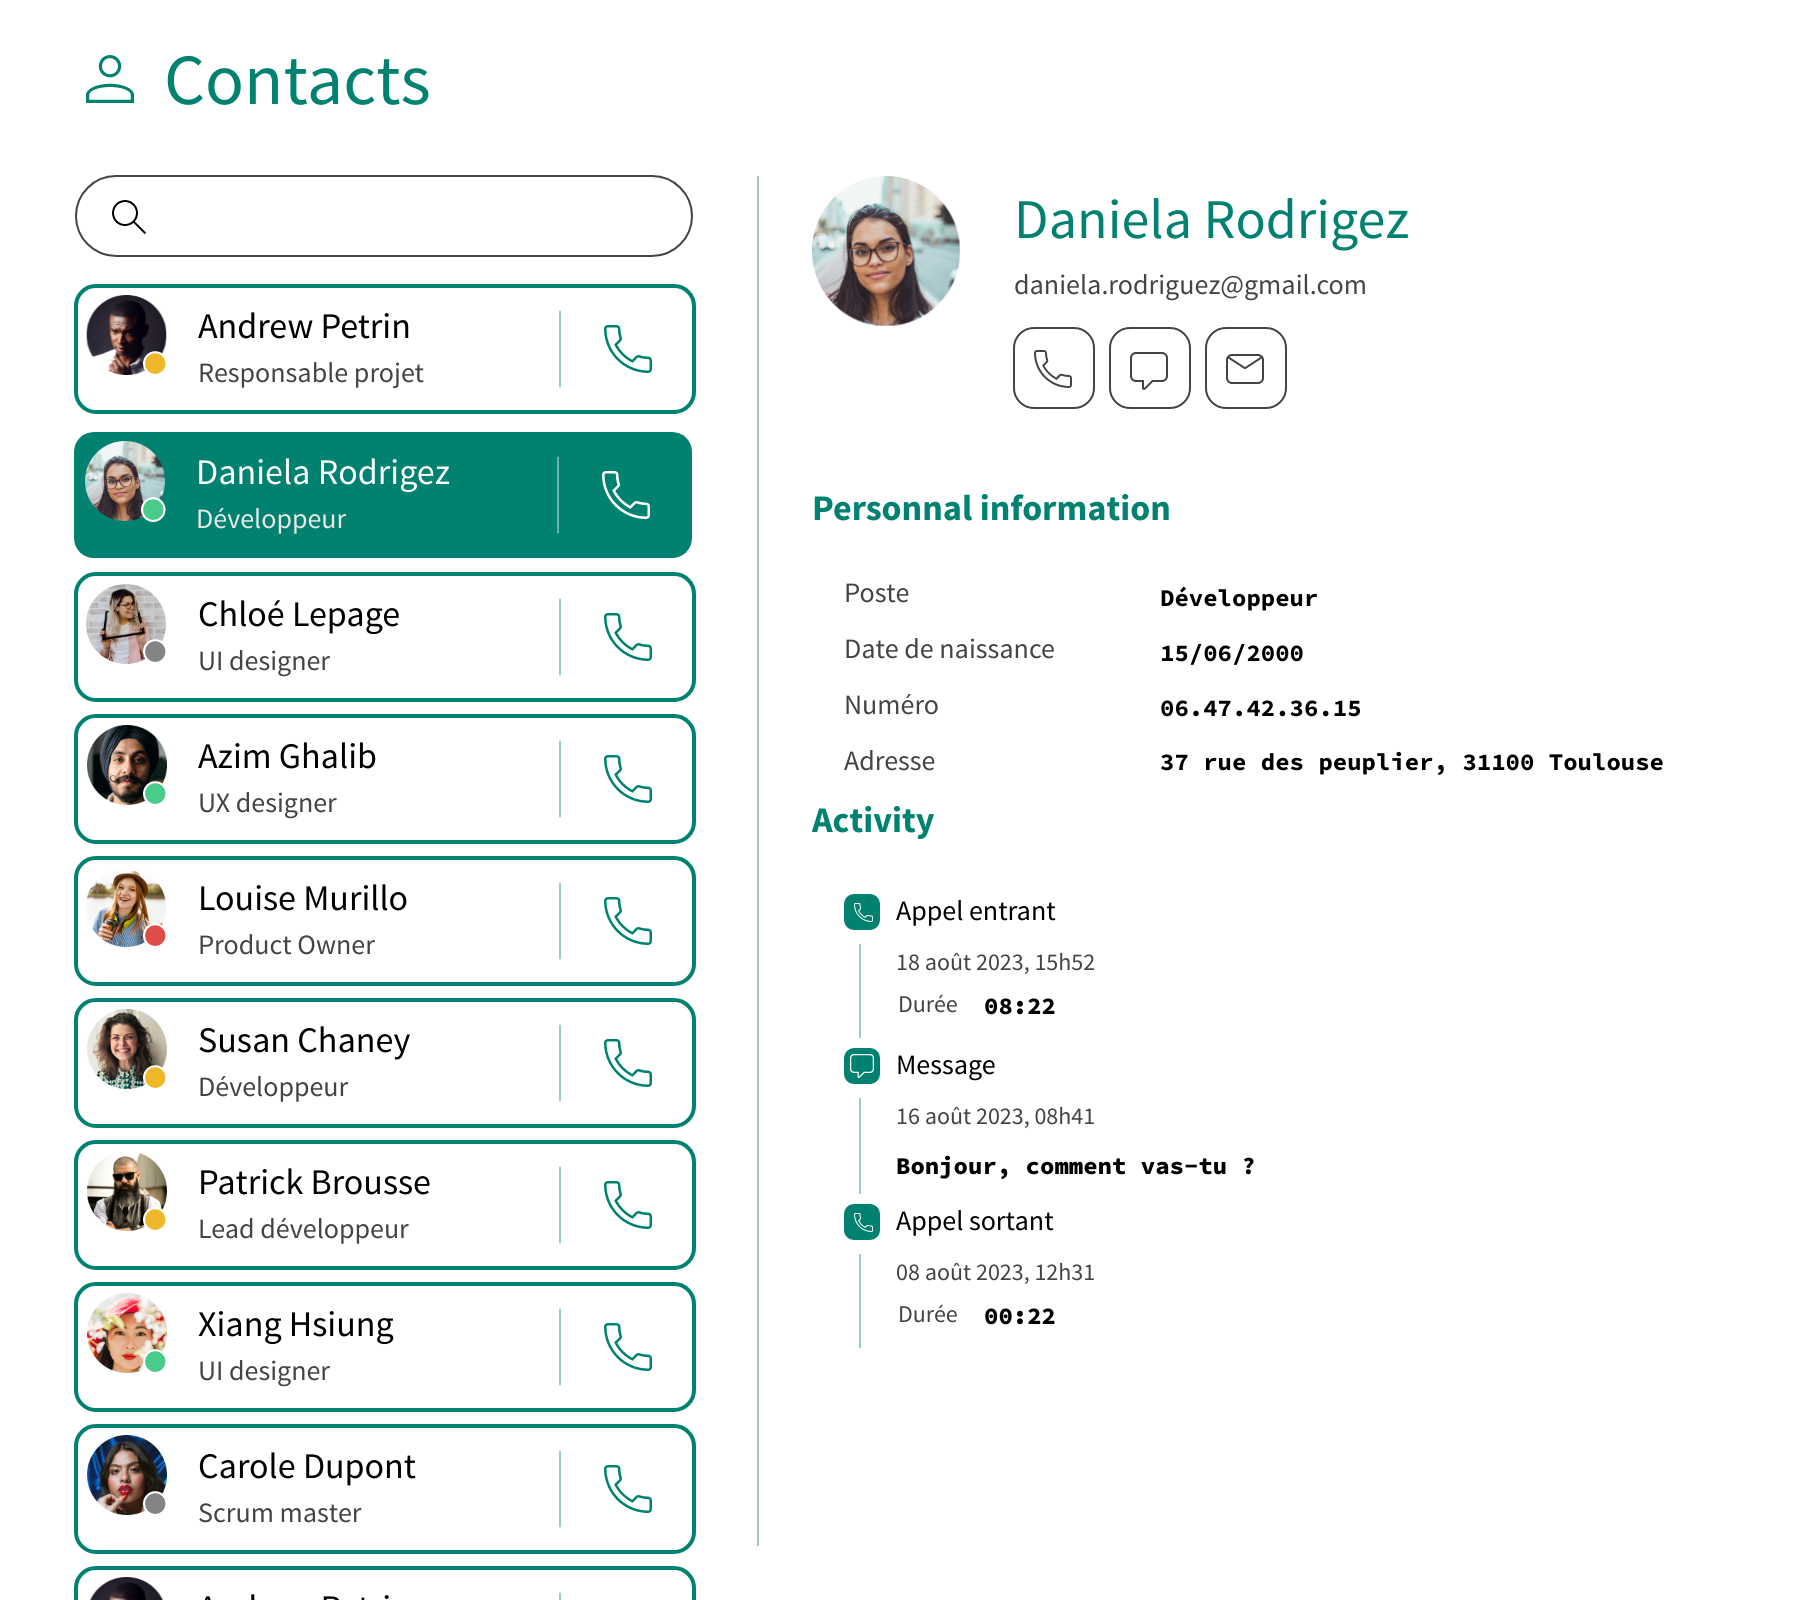 Contacts
Andrew Petrin
Responsable projet
Daniela Rodrigez
Développeur
Chloé Lepage
UI designer
Azim Ghalib
UX designer
Louise Murillo
Product Owner
Susan Chaney
Développeur
Patrick Brousse
Lead développeur
Xiang Hsiung
UI designer
Carole Dupont
Scrum master
Daniela Rodrigez
daniela.rodriguez@gmail.com
Personnal information
Poste Développeur
Date de naissance 15/06/2000
Numéro 06.47.42.36.15
Adresse 37 rue des peuplier, 31100 Toulouse
Activity
Appel entrant
18 août 2023, 15h52
Durée 08:22
Message
16 août 2023, 08h41
Bonjour, comment vas-tu ?
Appel sortant
08 août 2023, 12h31
Durée 00:22